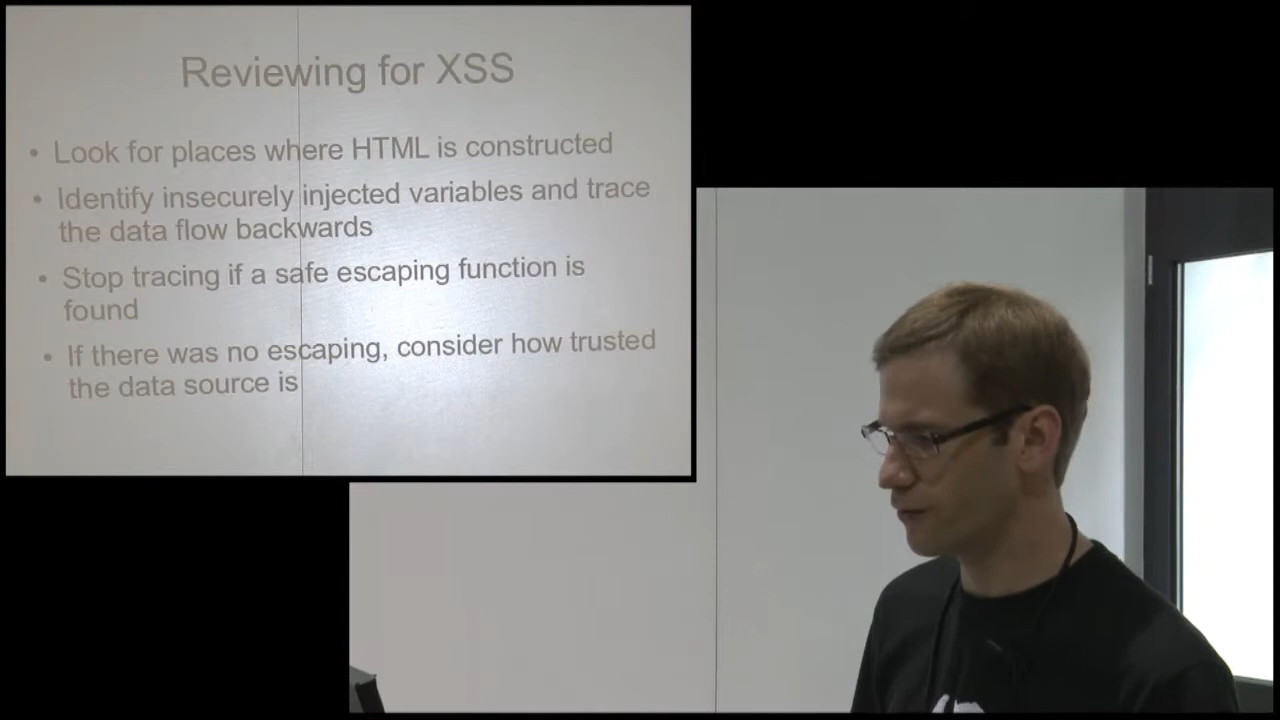 Reviewing for XSS
• Look for places where HTML is constructed
• Identify insecurely injected variables and trace
the data flow backwards
• Stop tracing if a safe escaping function is
found
• If there was no escaping, consider how trusted
the data source is